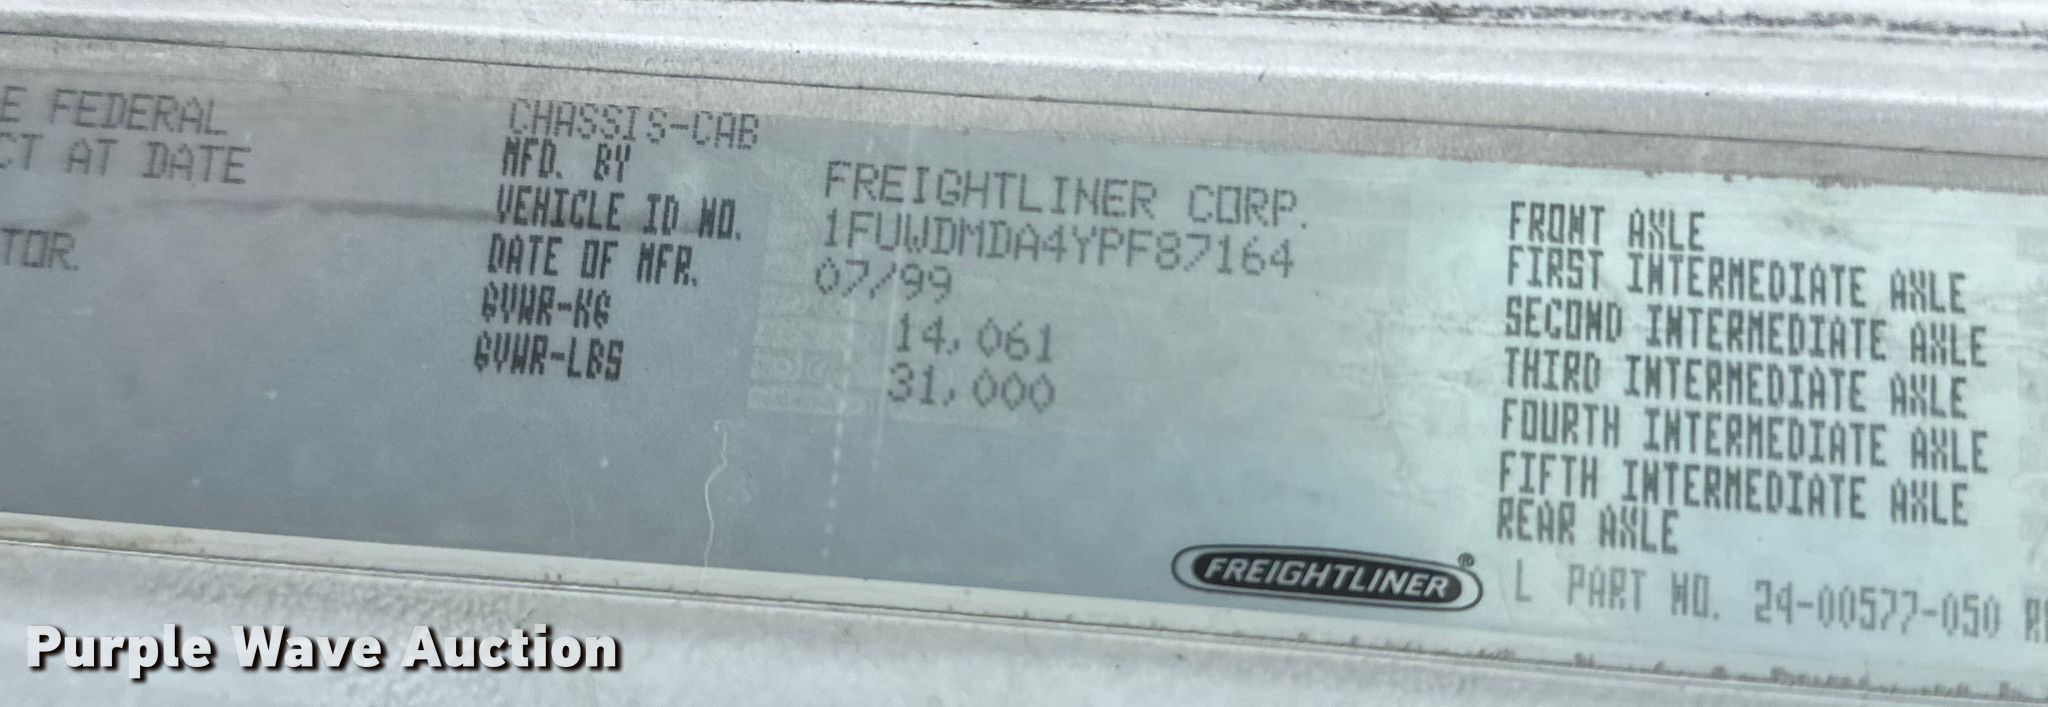 E FEDERAL
CT AT DATE
TOR.
CHASSIS-CAB
MFD. BY FREIGHTLINER CORP.
VEHICLE ID NO. 1FUWDMDA4YPF87164
DATE OF MFR. 07/99
GVWR-KG 14,061
GVWR-LBS 31,000
FRONT AXLE
FIRST INTERMEDIATE AXLE
SECOND INTERMEDIATE AXLE
THIRD INTERMEDIATE AXLE
FOURTH INTERMEDIATE AXLE
FIFTH INTERMEDIATE AXLE
REAR AXLE
FREIGHTLINER®
L PART NO. 24-00577-050
Purple Wave Auction